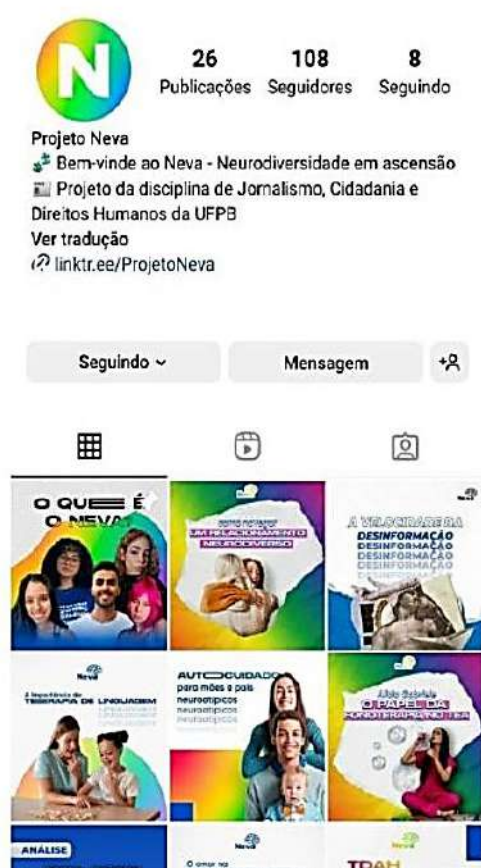 N
26 108 8
Publicações Seguidores Seguindo
Projeto Neva
Bem-vinde ao Neva - Neurodiversidade em ascensão
Projeto da disciplina de Jornalismo, Cidadania e
Direitos Humanos da UFPB
Ver tradução
linktr.ee/ProjetoNeva
Seguindo
Mensagem
O QUE É
O NEVA?
UM RELACIONAMENTO
NEURODIVERSO
A VELOCIDADE DA
DESINFORMAÇÃO
DESINFORMAÇÃO
DESINFORMAÇÃO
DESINFORMAÇÃO
DESINFORMAÇÃO
Neva
A importância da
TERAPIA DE LINGUAGEM
AUTOCUIDADO
para mães e pais
neuroatípicos
neuroatípicos
neuroatípicos
O PAPEL DA
FONOTERAPIA NO TEA
ANÁLISE
Neva
O amor na
Neva
TDAH